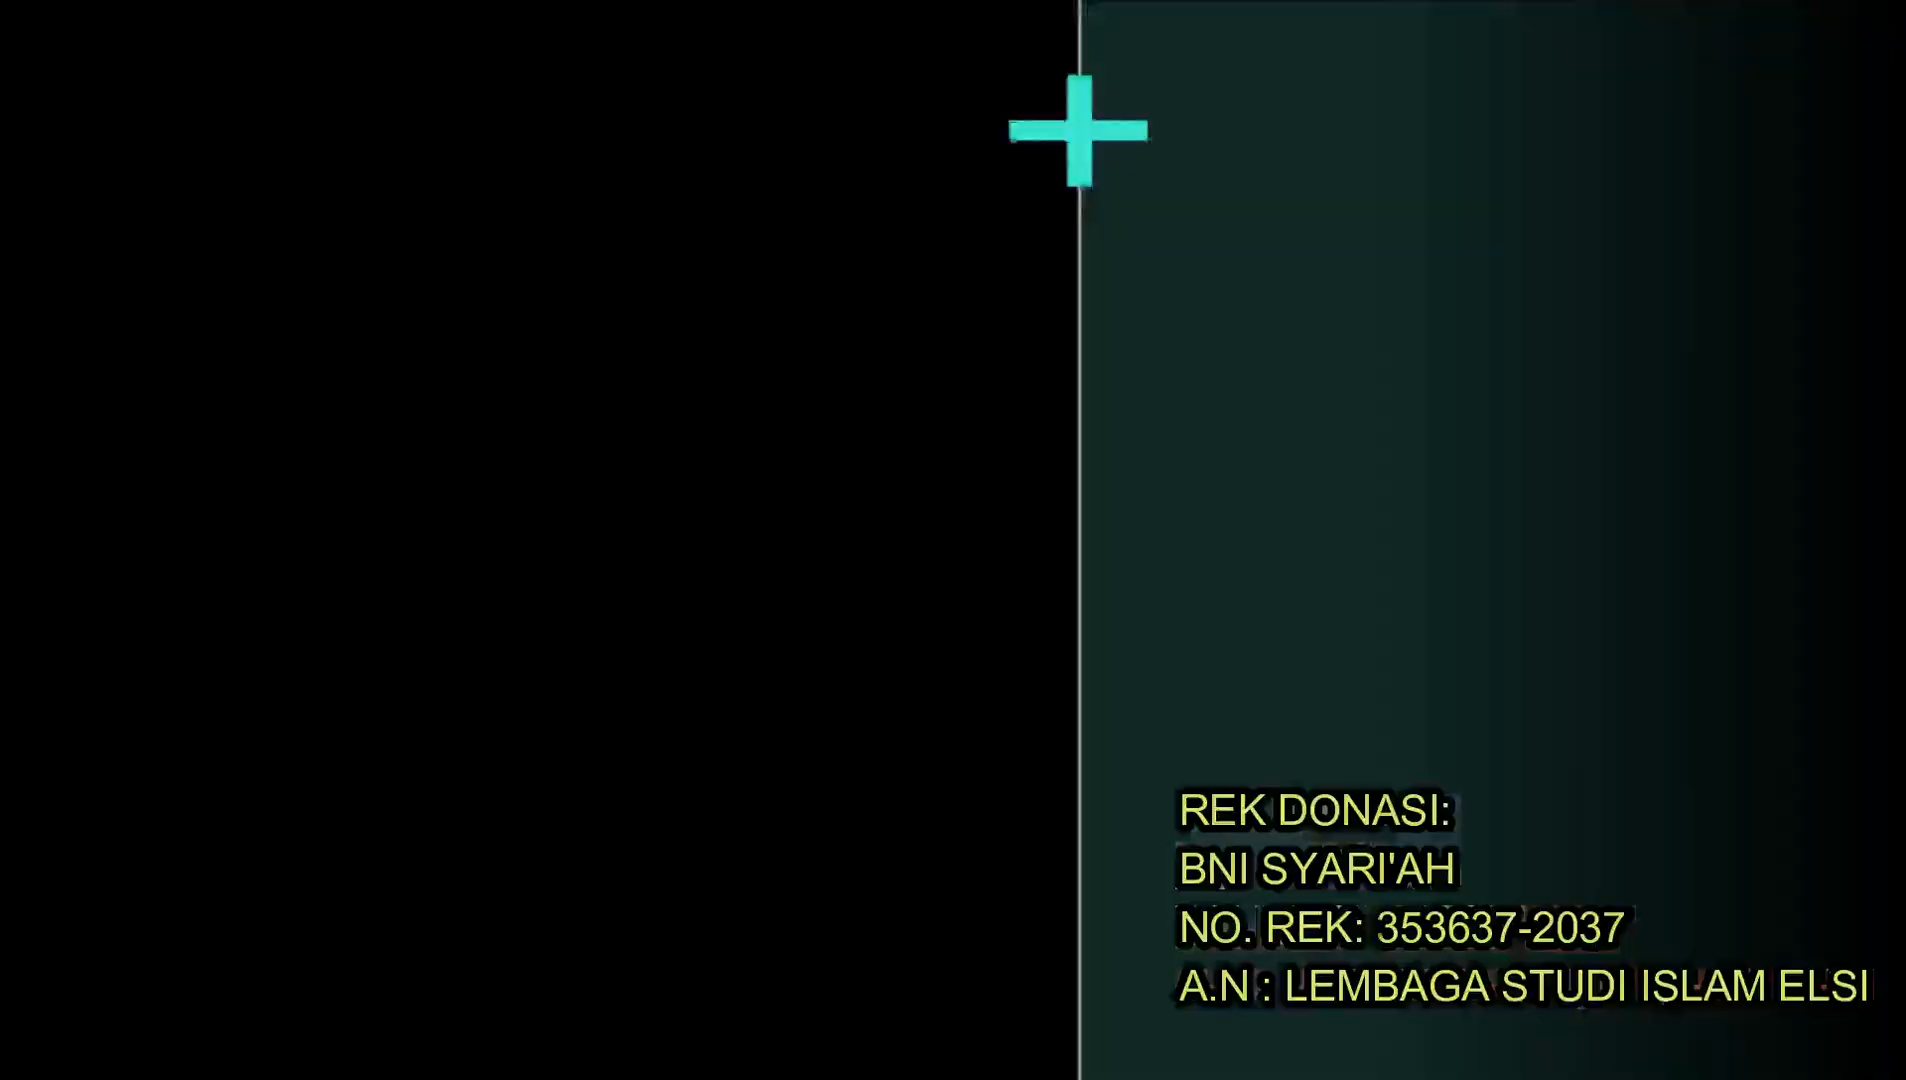 REK DONASI:
BNI SYARI'AH
NO. REK: 353637-2037
A.N : LEMBAGA STUDI ISLAM ELSI